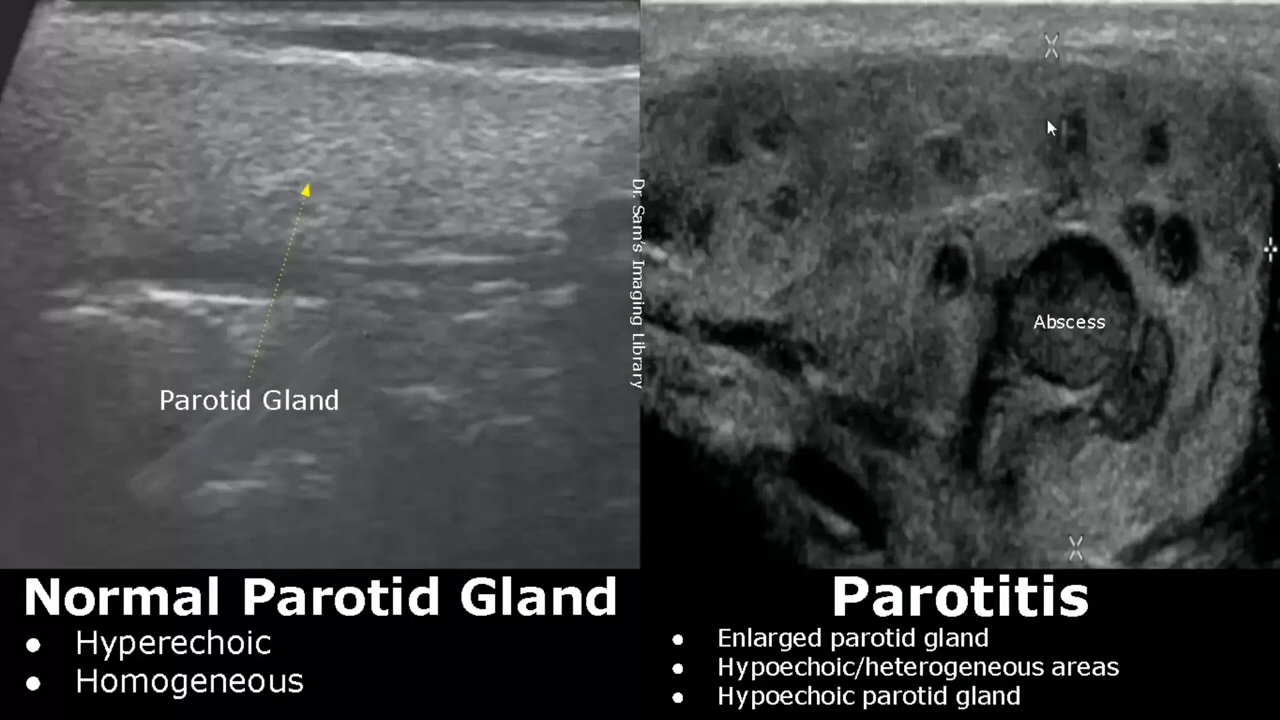 Parotid Gland
Dr. Sam's Imaging Library
Abscess
Normal Parotid Gland
● Hyperechoic
● Homogeneous
Parotitis
● Enlarged parotid gland
● Hypoechoic/heterogeneous areas
● Hypoechoic parotid gland